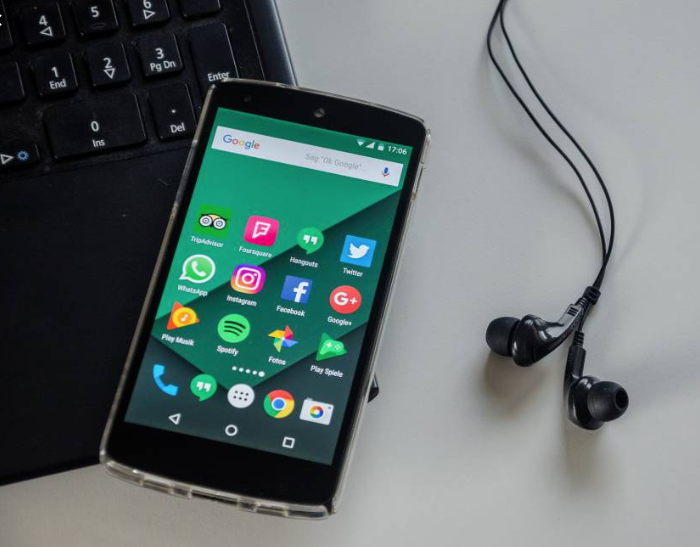 4
5
6
1
End
2
3
Pg Dn
Enter
0
Ins
.
Del
17:06
Google
Sag "Ok Google"...
TripAdvisor
Foursquare
Hangouts
Twitter
WhatsApp
Instagram
Facebook
Google+
G+
Play Musik
Spotify
Fotos
Play Spiele